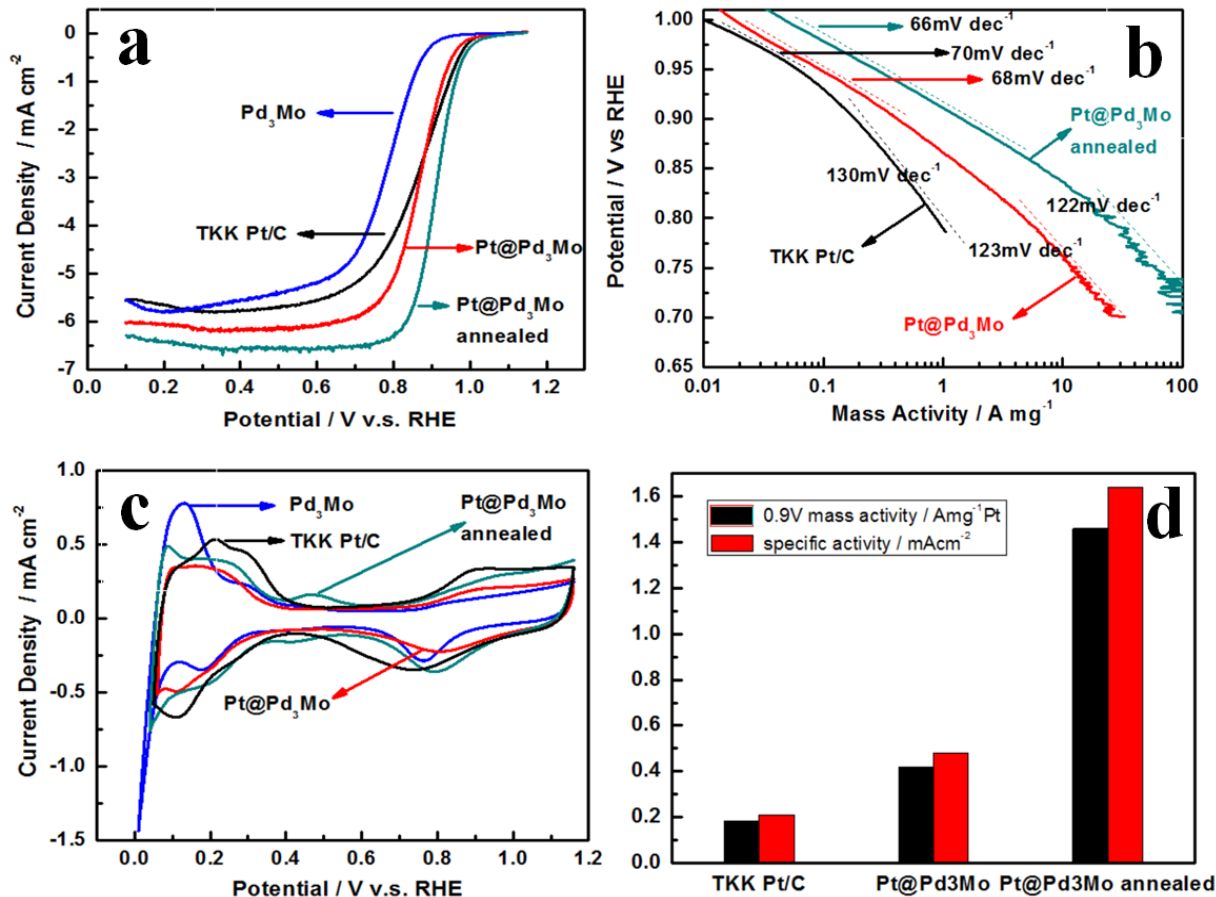 a
0
-1
-2
-3
-4
-5
-6
-7
Current Density / mA cm-2
Pd3Mo
TKK Pt/C
Pt@Pd3Mo
Pt@Pd3Mo
annealed
0.0 0.2 0.4 0.6 0.8 1.0 1.2
Potential / V v.s. RHE
b
1.00
0.95
0.90
0.85
0.80
0.75
0.70
0.65
Potential / V vs RHE
66mV dec-1
70mV dec-1
68mV dec-1
Pt@Pd3Mo
annealed
130mV dec-1
122mV dec-1
TKK Pt/C
123mV dec-1
Pt@Pd3Mo
0.01 0.1 1 10 100
Mass Activity / A mg-1
c
1.0
0.5
0.0
-0.5
-1.0
-1.5
Current Density / mA cm-2
Pd3Mo
Pt@Pd3Mo
annealed
TKK Pt/C
Pt@Pd3Mo
0.0 0.2 0.4 0.6 0.8 1.0 1.2
Potential / V v.s. RHE
d
1.6
1.4
1.2
1.0
0.8
0.6
0.4
0.2
0.0
0.9V mass activity / Amg-1Pt
specific activity / mAcm-2
TKK Pt/C Pt@Pd3Mo Pt@Pd3Mo annealed